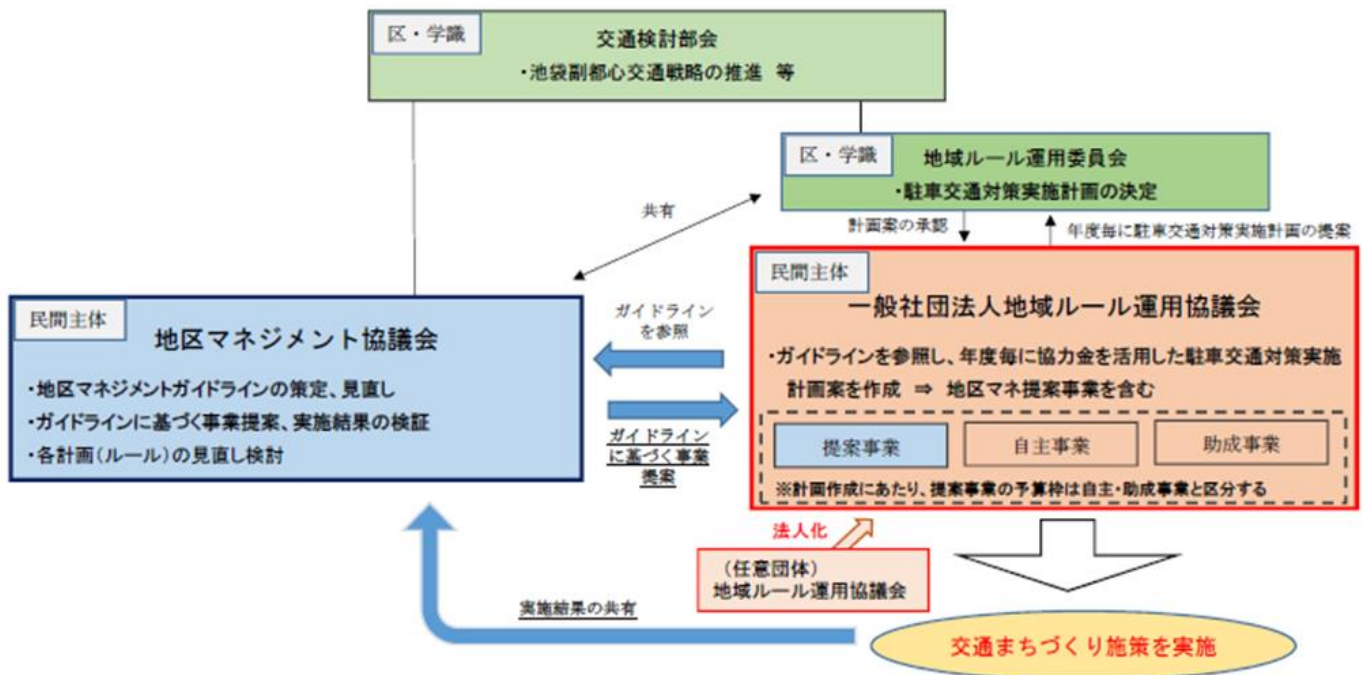 区・学識
交通検討部会
・池袋副都心交通戦略の推進 等
区・学識
地域ルール運用委員会
・駐車交通対策実施計画の決定
共有
計画案の承認
年度毎に駐車交通対策実施計画の提案
民間主体
地区マネジメント協議会
・地区マネジメントガイドラインの策定、見直し
・ガイドラインに基づく事業提案、実施結果の検証
・各計画(ルール)の見直し検討
ガイドライン
を参照
ガイドライン
に基づく事業
提案
民間主体
一般社団法人地域ルール運用協議会
・ガイドラインを参照し、年度毎に協力金を活用した駐車交通対策実施
計画案を作成 ⇒ 地区マネ提案事業を含む
提案事業
自主事業
助成事業
※計画作成にあたり、提案事業の予算枠は自主・助成事業と区分する
法人化
（任意団体）
地域ルール運用協議会
実施結果の共有
交通まちづくり施策を実施